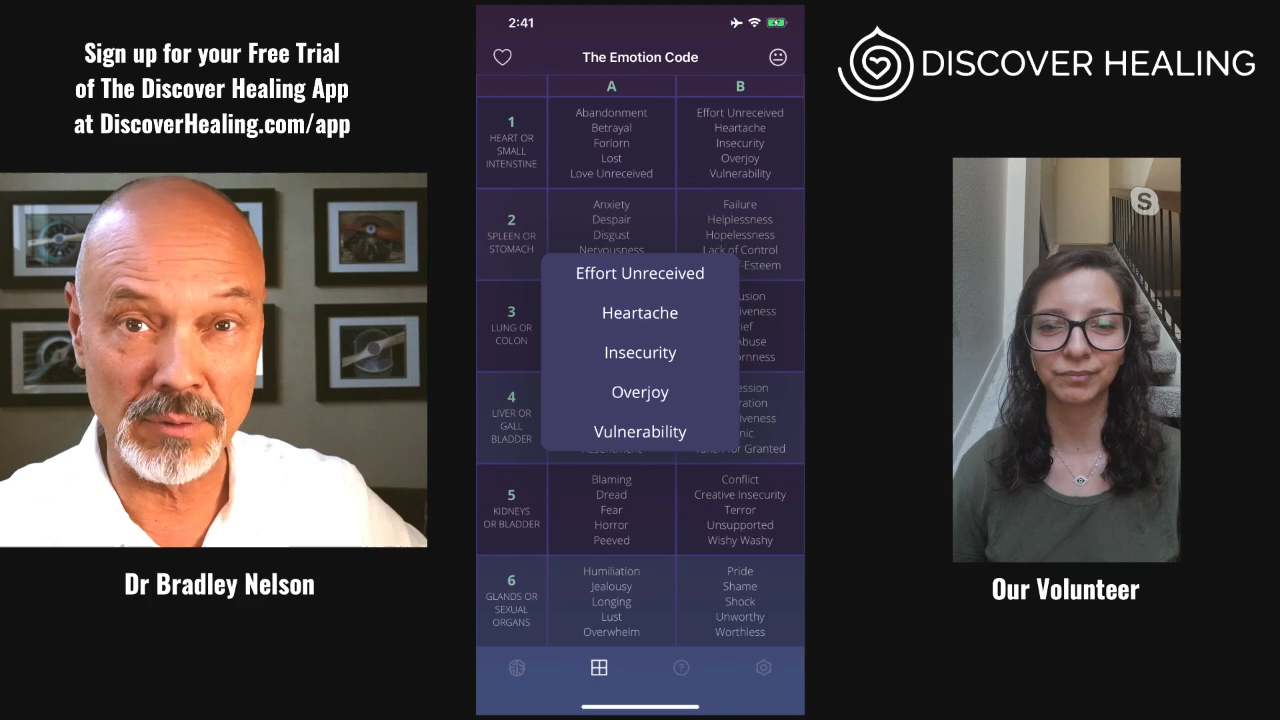 Sign up for your Free Trial
of The Discover Healing App
at DiscoverHealing.com/app
Dr Bradley Nelson
2:41
The Emotion Code
A
B
1
HEART OR
SMALL
INTENSTINE
Abandonment
Betrayal
Forlorn
Lost
Love Unreceived
Effort Unreceived
Heartache
Insecurity
Overjoy
Vulnerability
2
SPLEEN OR
STOMACH
Anxiety
Despair
Disgust
Nervousness
Failure
Helplessness
Hopelessness
Lack of Control
-Esteem
Effort Unreceived
Heartache
Insecurity
Overjoy
Vulnerability
3
LUNG OR
COLON
4
LIVER OR
GALL
BLADDER
for Granted
5
KIDNEYS
OR BLADDER
Blaming
Dread
Fear
Horror
Peeved
Conflict
Creative Insecurity
Terror
Unsupported
Wishy Washy
6
GLANDS OR
SEXUAL
ORGANS
Humiliation
Jealousy
Longing
Lust
Overwhelm
Pride
Shame
Shock
Unworthy
Worthless
DISCOVER HEALING
S
Our Volunteer